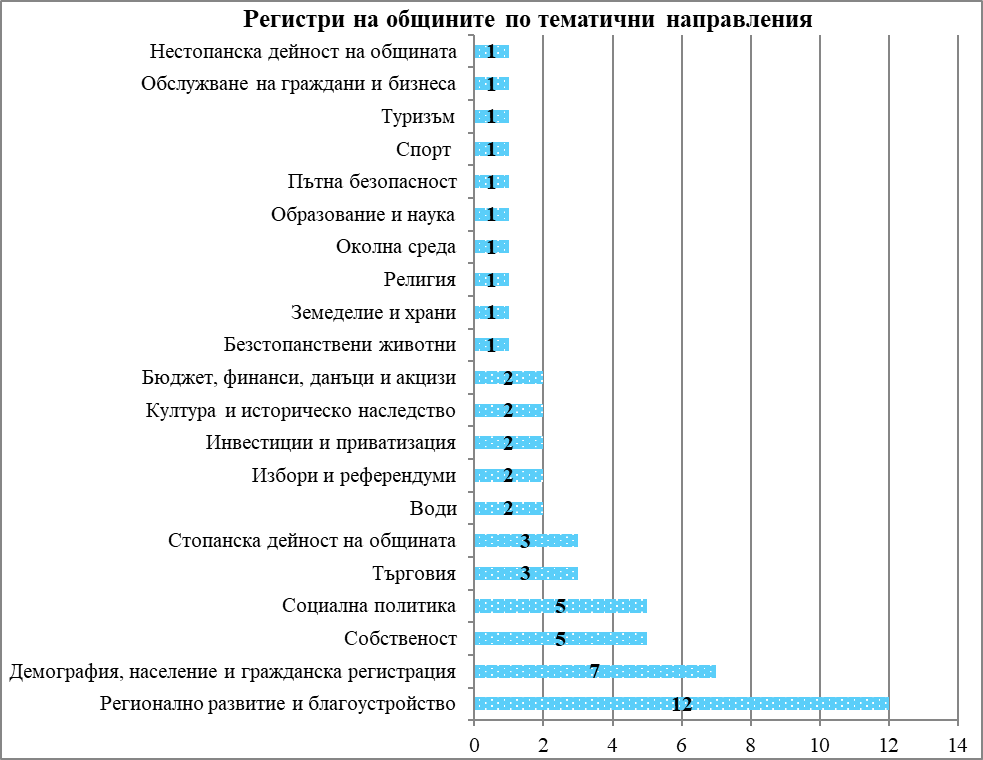 Регистри на общините по тематични направления
Нестопанска дейност на общината 1
Обслужване на граждани и бизнеса 1
Туризъм 1
Спорт 1
Пътна безопасност 1
Образование и наука 1
Околна среда 1
Религия 1
Земеделие и храни 1
Безстопанствени животни 1
Бюджет, финанси, данъци и акцизи 2
Култура и историческо наследство 2
Инвестиции и приватизация 2
Избори и референдуми 2
Води 2
Стопанска дейност на общината 3
Търговия 3
Социална политика 5
Собственост 5
Демография, население и гражданска регистрация 7
Регионално развитие и благоустройство 12
0 2 4 6 8 10 12 14